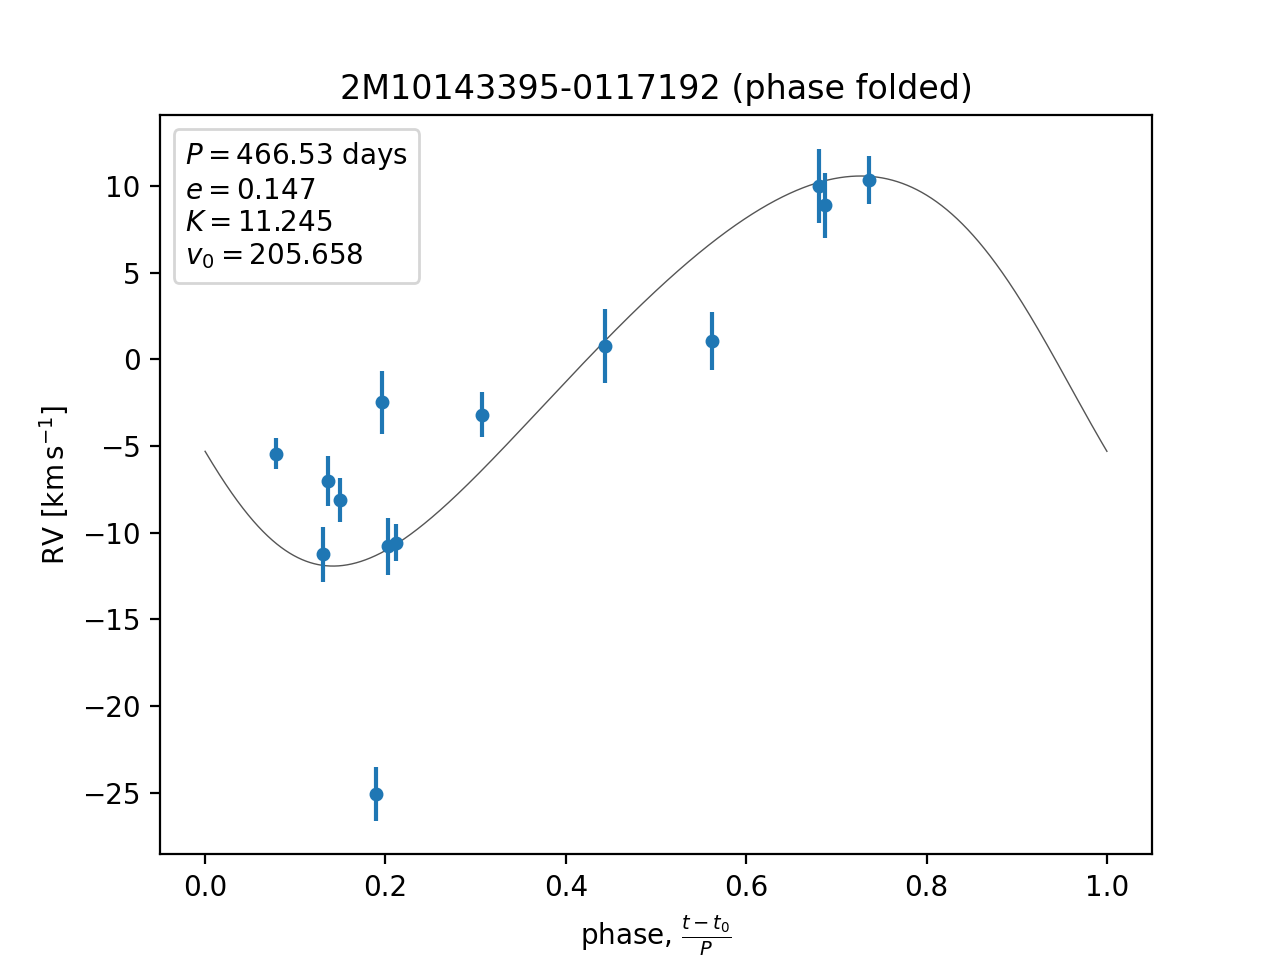 2M10143395-0117192 (phase folded)
P = 466.53 days
e = 0.147
K = 11.245
v₀ = 205.658
10
5
0
−5
−10
−15
−20
−25
RV [km s⁻¹]
0.0 0.2 0.4 0.6 0.8 1.0
phase, (t − t₀)/P